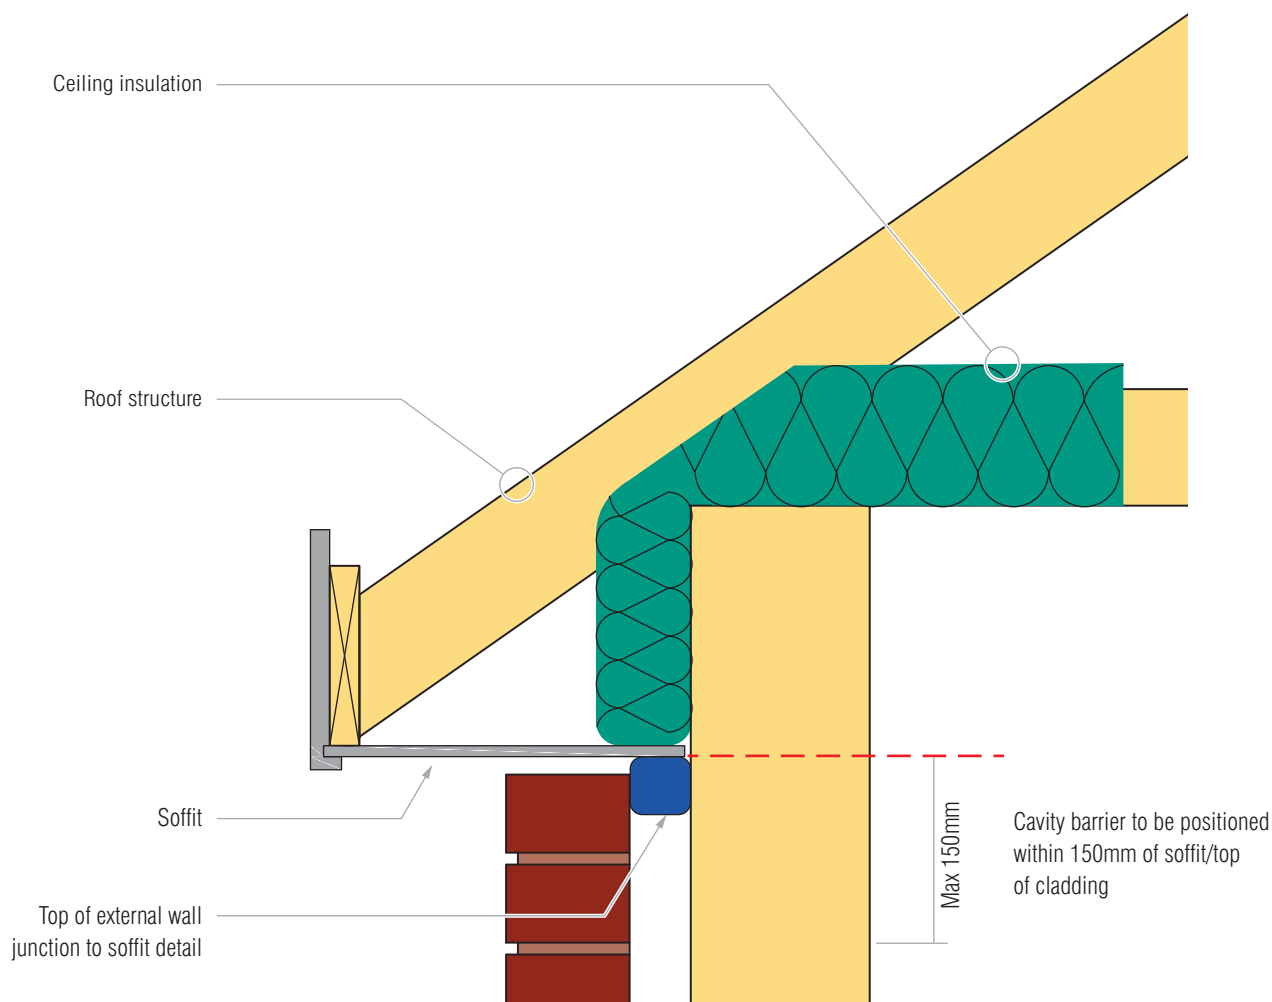 Ceiling insulation
Roof structure
Soffit
Top of external wall
junction to soffit detail
Max 150mm
Cavity barrier to be positioned
within 150mm of soffit/top
of cladding